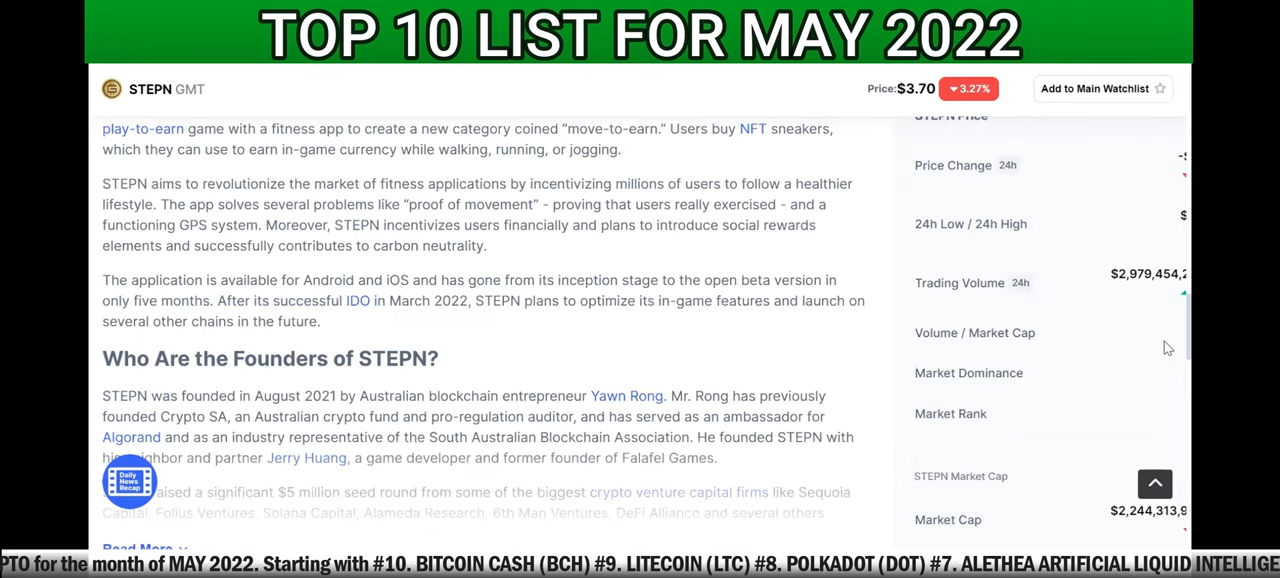 TOP 10 LIST FOR MAY 2022
STEPN GMT
Price: $3.70 3.27%
Add to Main Watchlist
play-to-earn game with a fitness app to create a new category coined “move-to-earn.” Users buy NFT sneakers,
which they can use to earn in-game currency while walking, running, or jogging.
STEPN aims to revolutionize the market of fitness applications by incentivizing millions of users to follow a healthier
lifestyle. The app solves several problems like “proof of movement” - proving that users really exercised - and a
functioning GPS system. Moreover, STEPN incentivizes users financially and plans to introduce social rewards
elements and successfully contributes to carbon neutrality.
The application is available for Android and iOS and has gone from its inception stage to the open beta version in
only five months. After its successful IDO in March 2022, STEPN plans to optimize its in-game features and launch on
several other chains in the future.
Who Are the Founders of STEPN?
STEPN was founded in August 2021 by Australian blockchain entrepreneur Yawn Rong. Mr. Rong has previously
founded Crypto SA, an Australian crypto fund and pro-regulation auditor, and has served as an ambassador for
Algorand and as an industry representative of the South Australian Blockchain Association. He founded STEPN with
neighbor and partner Jerry Huang, a game developer and former founder of Falafel Games.
raised a significant $5 million seed round from some of the biggest crypto venture capital firms like Sequoia
Capital, Folius Ventures, Solana Capital, Alameda Research, 6th Man Ventures, DeFi Alliance and several others
Read More
Daily
News
Recap
STEPN Price
Price Change 24h
24h Low / 24h High
$
Trading Volume 24h
$2,979,454,2
Volume / Market Cap
Market Dominance
Market Rank
STEPN Market Cap
Market Cap
$2,244,313,9
PTO for the month of MAY 2022. Starting with #10. BITCOIN CASH (BCH) #9. LITECOIN (LTC) #8. POLKADOT (DOT) #7. ALETHEA ARTIFICIAL LIQUID INTELLIGE